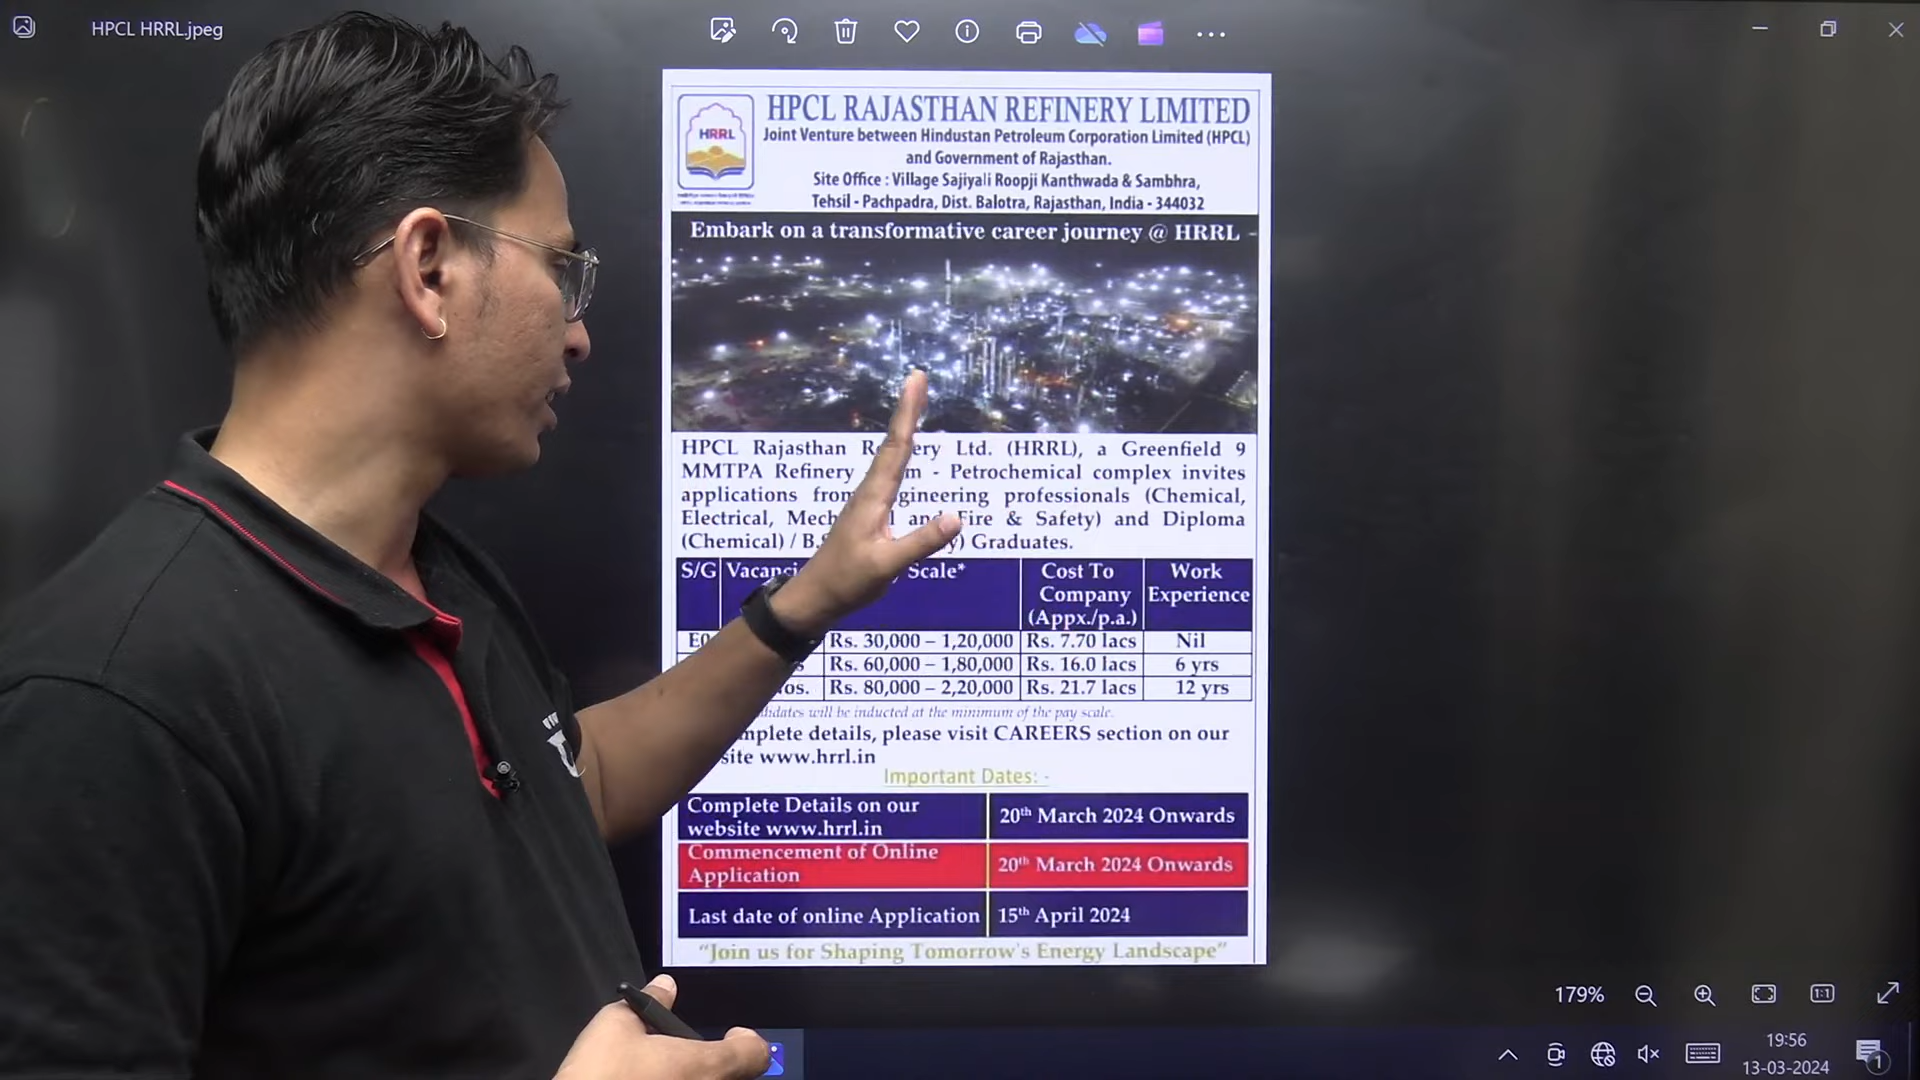 HPCL HRRL.jpeg
HPCL RAJASTHAN REFINERY LIMITED
HRRL
Joint Venture between Hindustan Petroleum Corporation Limited (HPCL)
and Government of Rajasthan.
Site Office : Village Sajiyali Roopji Kanthwada & Sambhra,
Tehsil - Pachpadra, Dist. Balotra, Rajasthan, India - 344032
Embark on a transformative career journey @ HRRL
HPCL Rajasthan Ltd. (HRRL), a Greenfield 9
MMTPA Refinery - Petrochemical complex invites
applications professionals (Chemical,
Electrical, and Fire & Safety) and Diploma
(Chemical) / Graduates.
S/G Scale* Cost To Company (Appx./p.a.) Work Experience
E0 Rs. 30,000 – 1,20,000 Rs. 7.70 lacs Nil
Rs. 60,000 – 1,80,000 Rs. 16.0 lacs 6 yrs
Nos. Rs. 80,000 – 2,20,000 Rs. 21.7 lacs 12 yrs
will be inducted at the minimum of the pay scale.
details, please visit CAREERS section on our
www.hrrl.in
Important Dates: -
Complete Details on our
website www.hrrl.in
20th March 2024 Onwards
Commencement of Online
Application
20th March 2024 Onwards
Last date of online Application
15th April 2024
"Join us for Shaping Tomorrow's Energy Landscape"
179%
1:1
19:56
13-03-2024
1